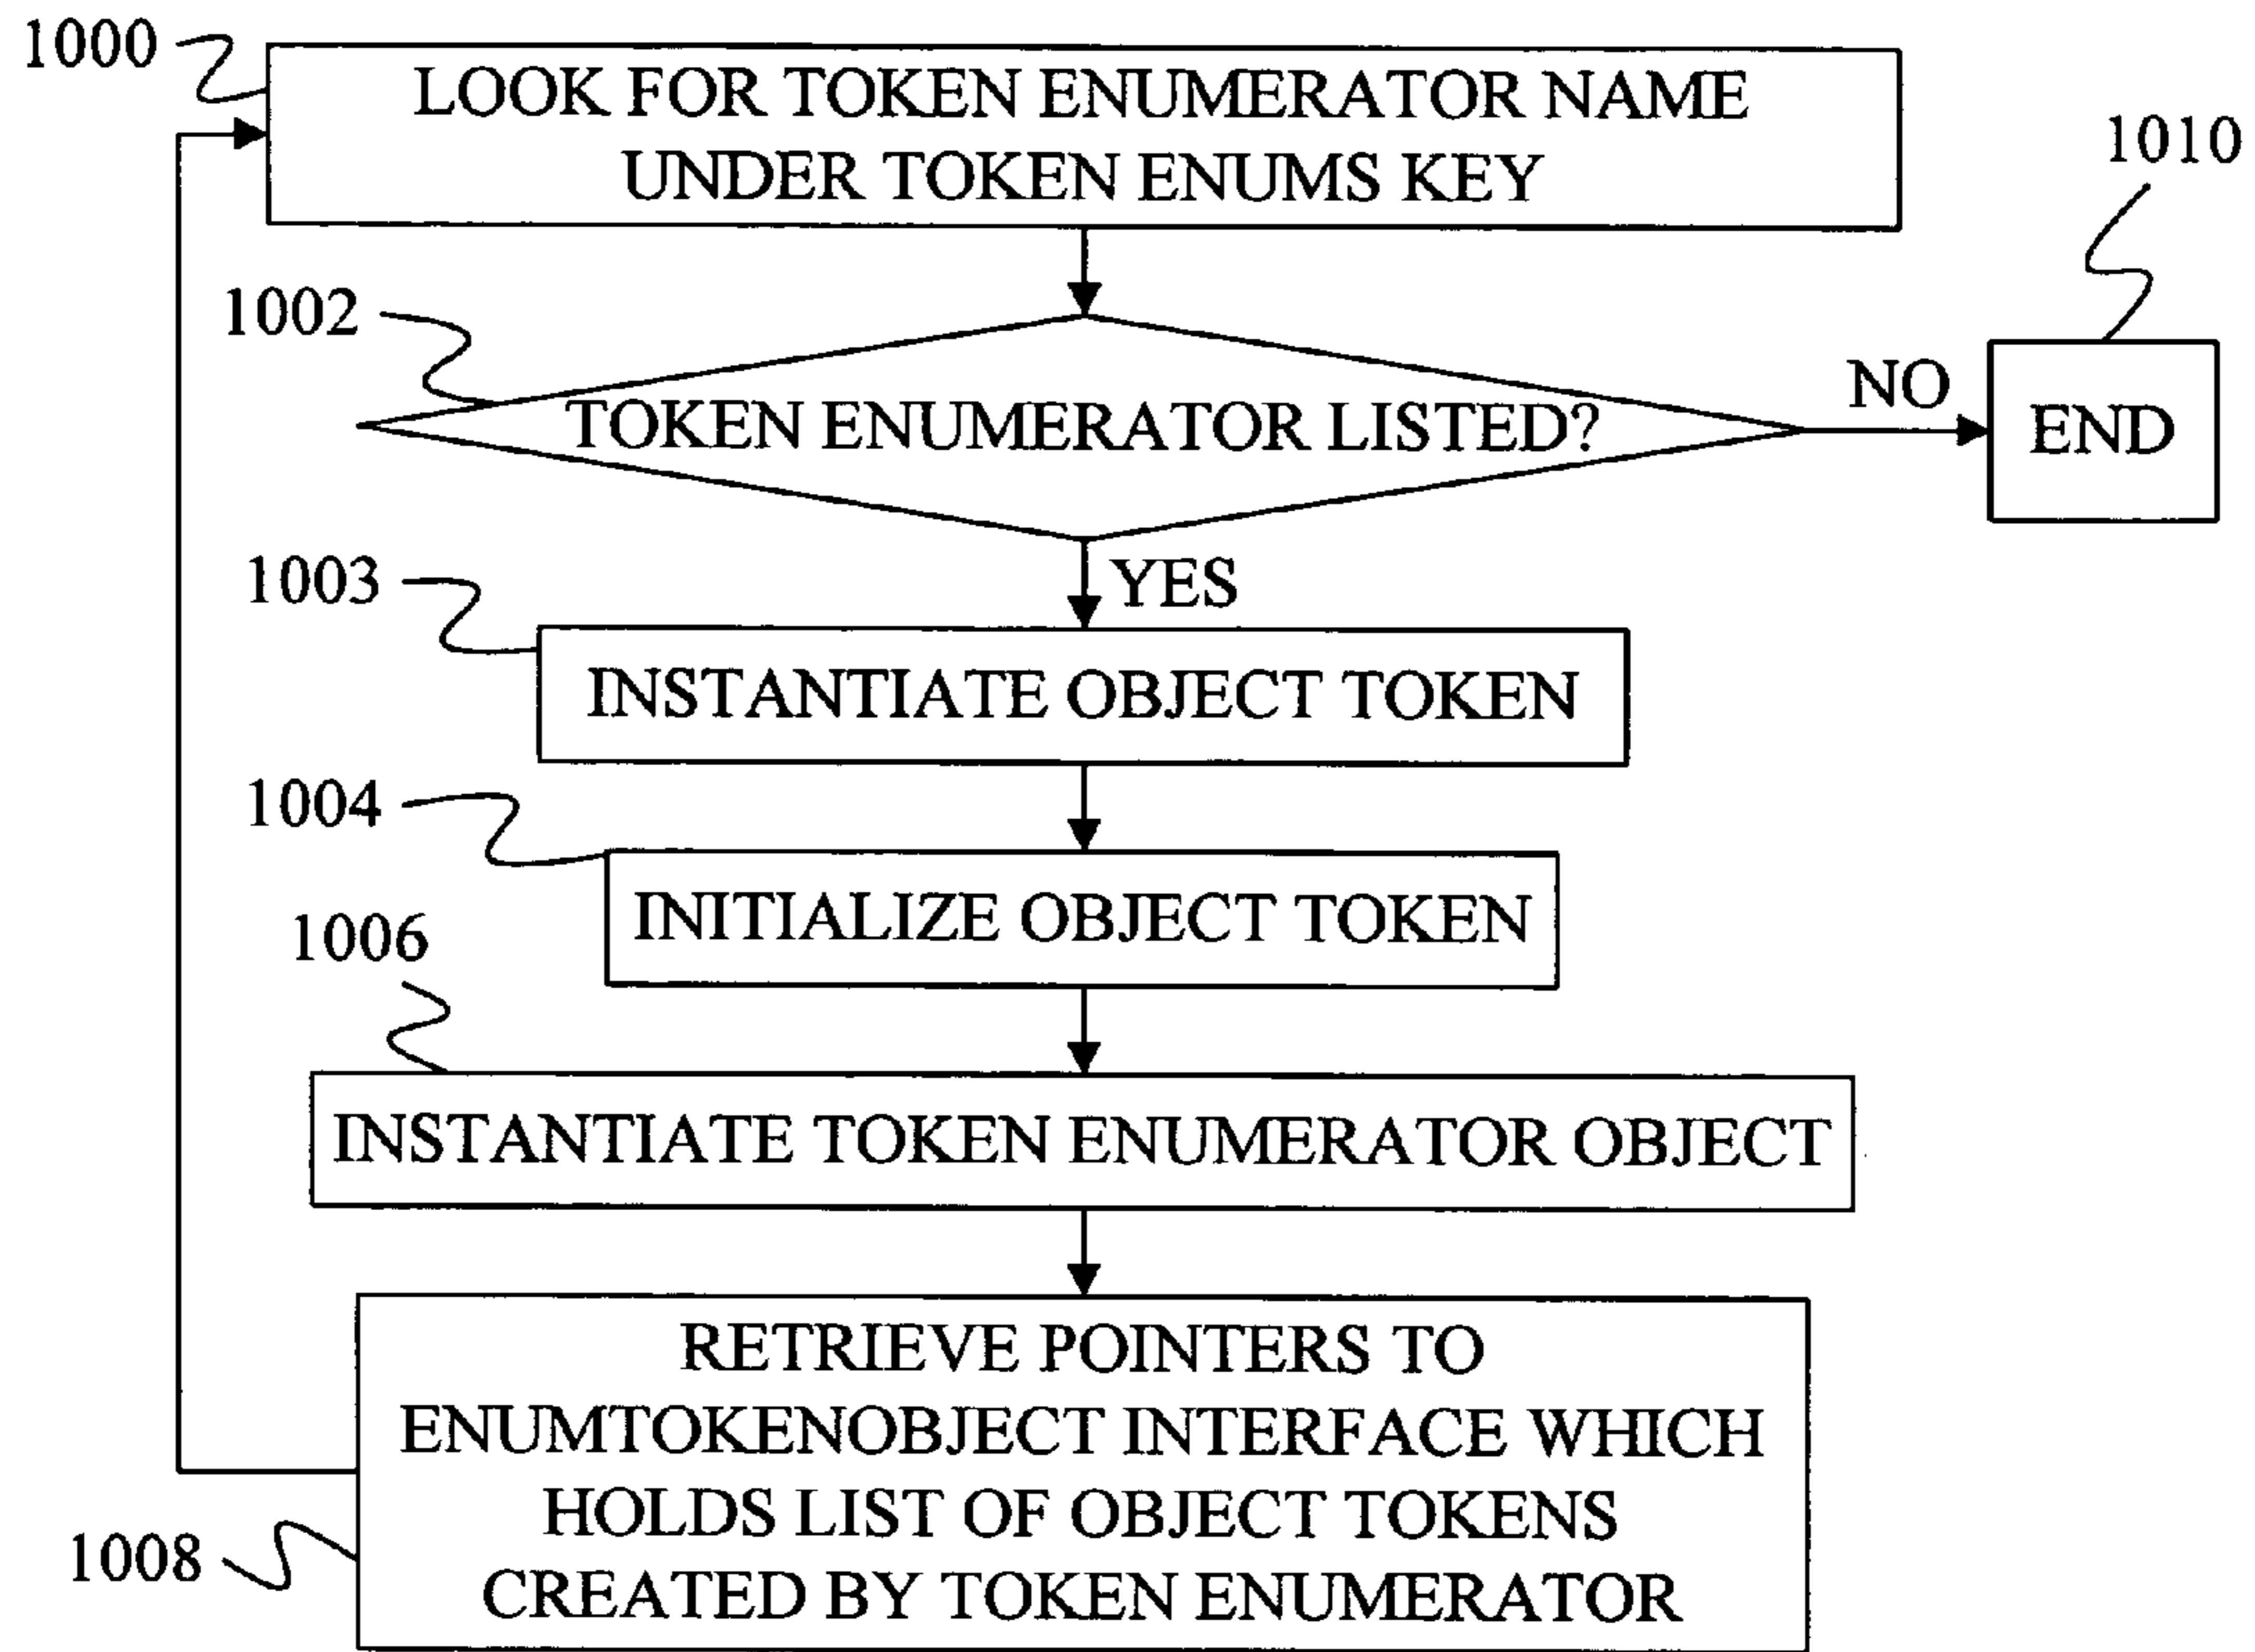 1000
LOOK FOR TOKEN ENUMERATOR NAME
UNDER TOKEN ENUMS KEY
1010
1002
TOKEN ENUMERATOR LISTED?
NO
END
YES
1003
INSTANTIATE OBJECT TOKEN
1004
INITIALIZE OBJECT TOKEN
1006
INSTANTIATE TOKEN ENUMERATOR OBJECT
RETRIEVE POINTERS TO
ENUMTOKENOBJECT INTERFACE WHICH
HOLDS LIST OF OBJECT TOKENS
CREATED BY TOKEN ENUMERATOR
1008